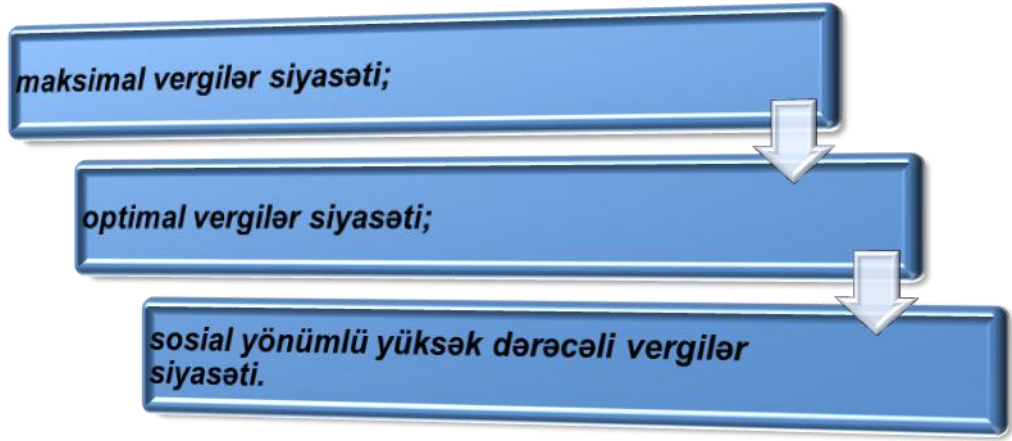 maksimal vergilər siyasəti;
optimal vergilər siyasəti;
sosial yönümlü yüksək dərəcəli vergilər
siyasəti.